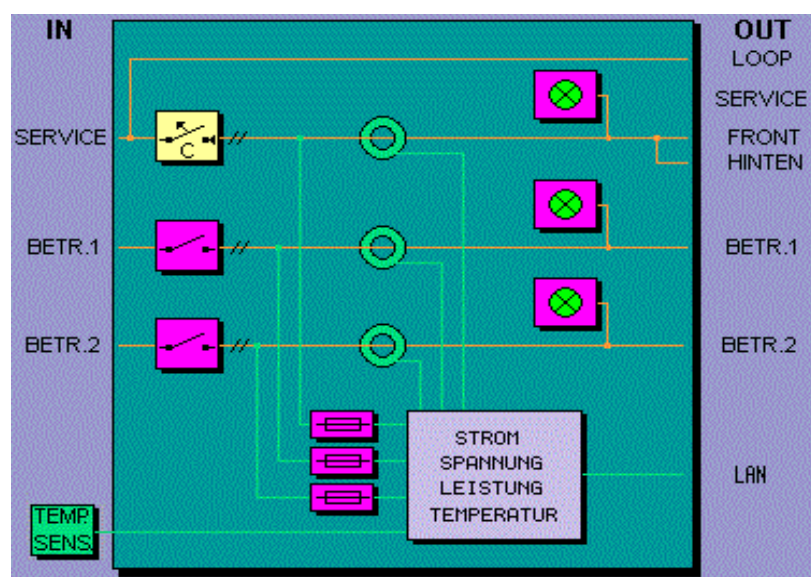 IN
OUT
LOOP
SERVICE
SERVICE
C
FRONT
HINTEN
BETR.1
BETR.1
BETR.2
BETR.2
STROM
SPANNUNG
LEISTUNG
TEMPERATUR
LAN
TEMP.
SENS.